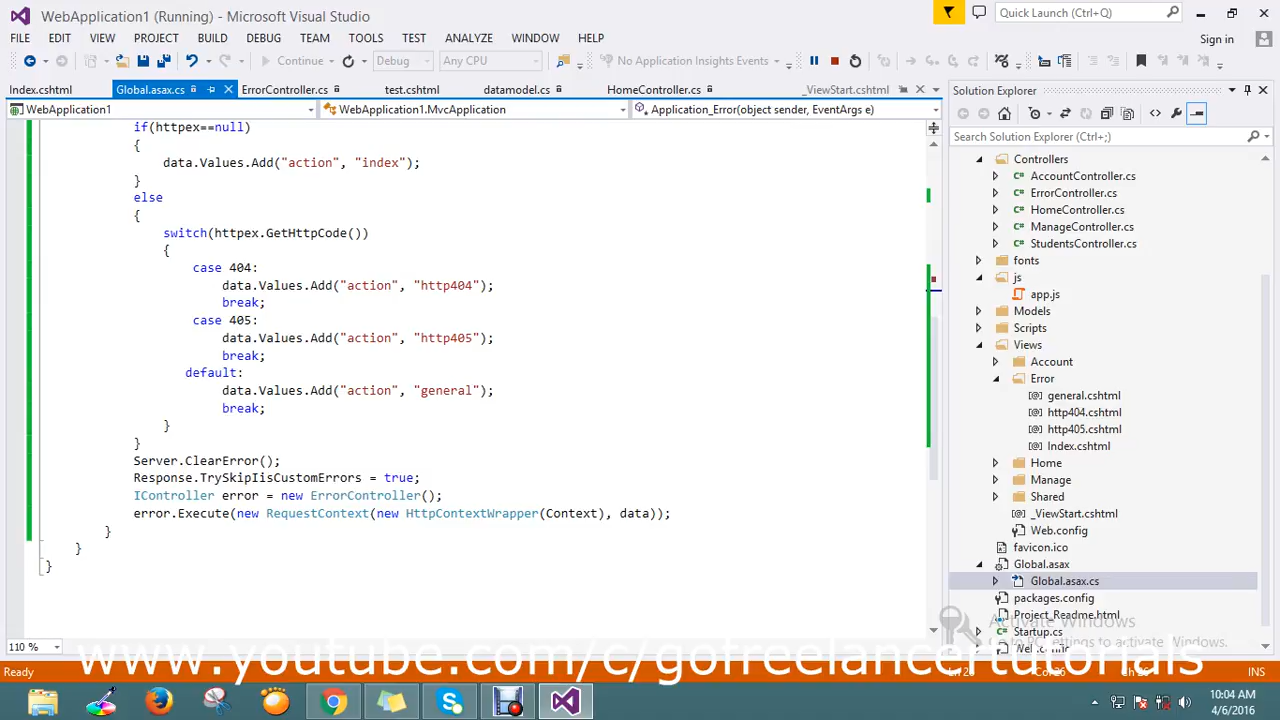 WebApplication1 (Running) - Microsoft Visual Studio
Quick Launch (Ctrl+Q)
FILE EDIT VIEW PROJECT BUILD DEBUG TEAM TOOLS TEST ANALYZE WINDOW HELP
Sign in
Continue Debug Any CPU No Application Insights Events
Index.cshtml Global.asax.cs ErrorController.cs test.cshtml datamodel.cs HomeController.cs _ViewStart.cshtml
WebApplication1 WebApplication1.MvcApplication Application_Error(object sender, EventArgs e)
if(httpex==null)
{
data.Values.Add("action", "index");
}
else
{
switch(httpex.GetHttpCode())
{
case 404:
data.Values.Add("action", "http404");
break;
case 405:
data.Values.Add("action", "http405");
break;
default:
data.Values.Add("action", "general");
break;
}
}
Server.ClearError();
Response.TrySkipIisCustomErrors = true;
IController error = new ErrorController();
error.Execute(new RequestContext(new HttpContextWrapper(Context), data));
}
}
}
110 %
Solution Explorer
Search Solution Explorer (Ctrl+;)
Controllers
AccountController.cs
ErrorController.cs
HomeController.cs
ManageController.cs
StudentsController.cs
fonts
js
app.js
Models
Scripts
Views
Account
Error
general.cshtml
http404.cshtml
http405.cshtml
Index.cshtml
Home
Manage
Shared
_ViewStart.cshtml
Web.config
favicon.ico
Global.asax
Global.asax.cs
packages.config
Project_Readme.html
Startup.cs
Activate Windows
Go to PC settings to activate Windows.
www.youtube.com/c/gofreelancertutorials
Ready
INS
10:04 AM
4/6/2016